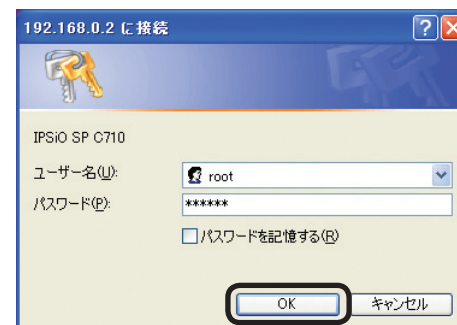 192.168.0.2 に接続
IPSiO SP C710
ユーザー名(U):
root
パスワード(P):
******
パスワードを記憶する(R)
OK
キャンセル